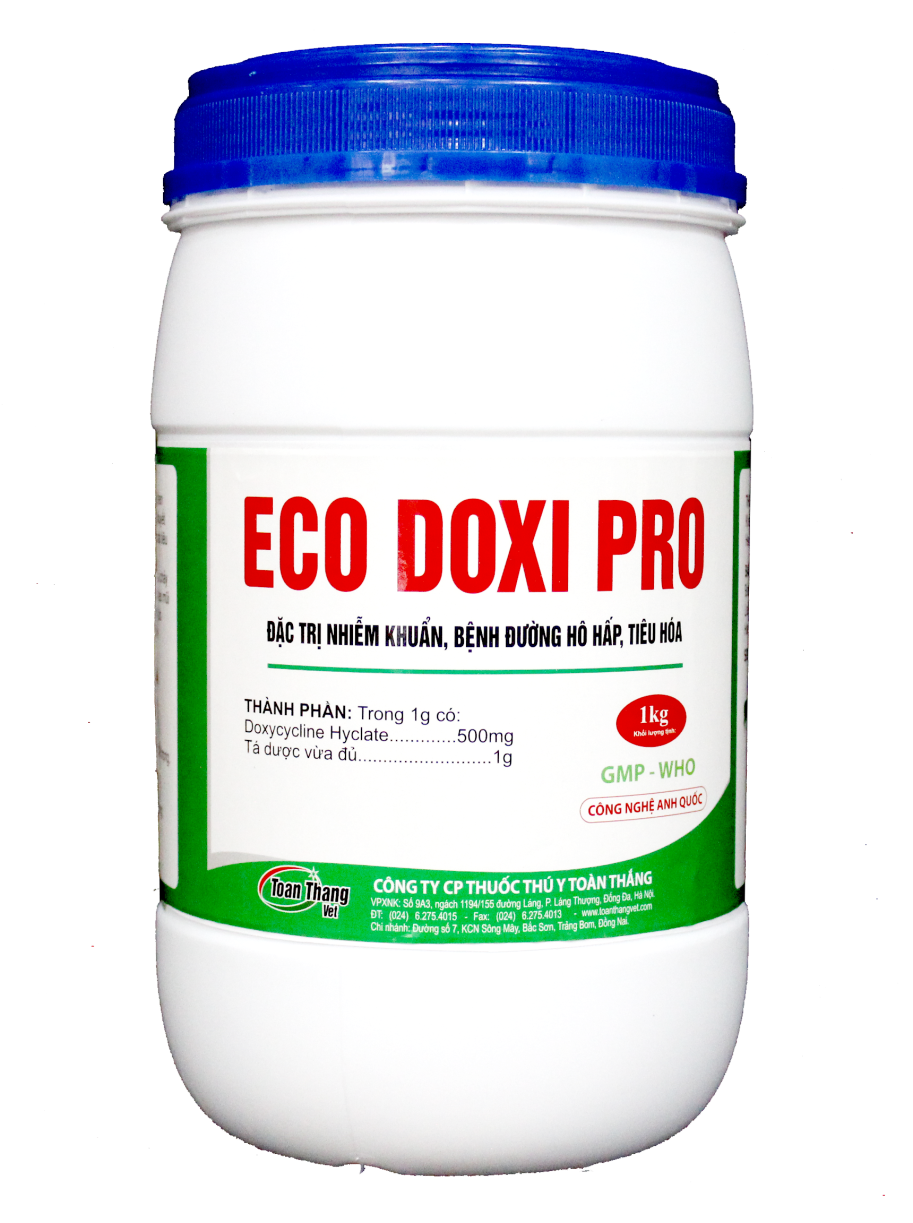 ECO DOXI PRO
ĐẶC TRỊ NHIỄM KHUẨN, BỆNH ĐƯỜNG HÔ HẤP, TIÊU HÓA
THÀNH PHẦN: Trong 1g có:
Doxycycline Hyclate.............500mg
Tá dược vừa đủ..........................1g
1kg
Khối lượng tịnh:
GMP - WHO
CÔNG NGHỆ ANH QUỐC
Toan Thang
Vet
CÔNG TY CP THUỐC THÚ Y TOÀN THẮNG
VPXNK: Số 9A3, ngách 1194/155 đường Láng, P. Láng Thượng, Đống Đa, Hà Nội.
ĐT: (024) 6.275.4015 - Fax: (024) 6.275.4013 - www.toanthangvet.com
Chi nhánh: Đường số 7, KCN Sông Mây, Bắc Sơn, Trảng Bom, Đồng Nai.